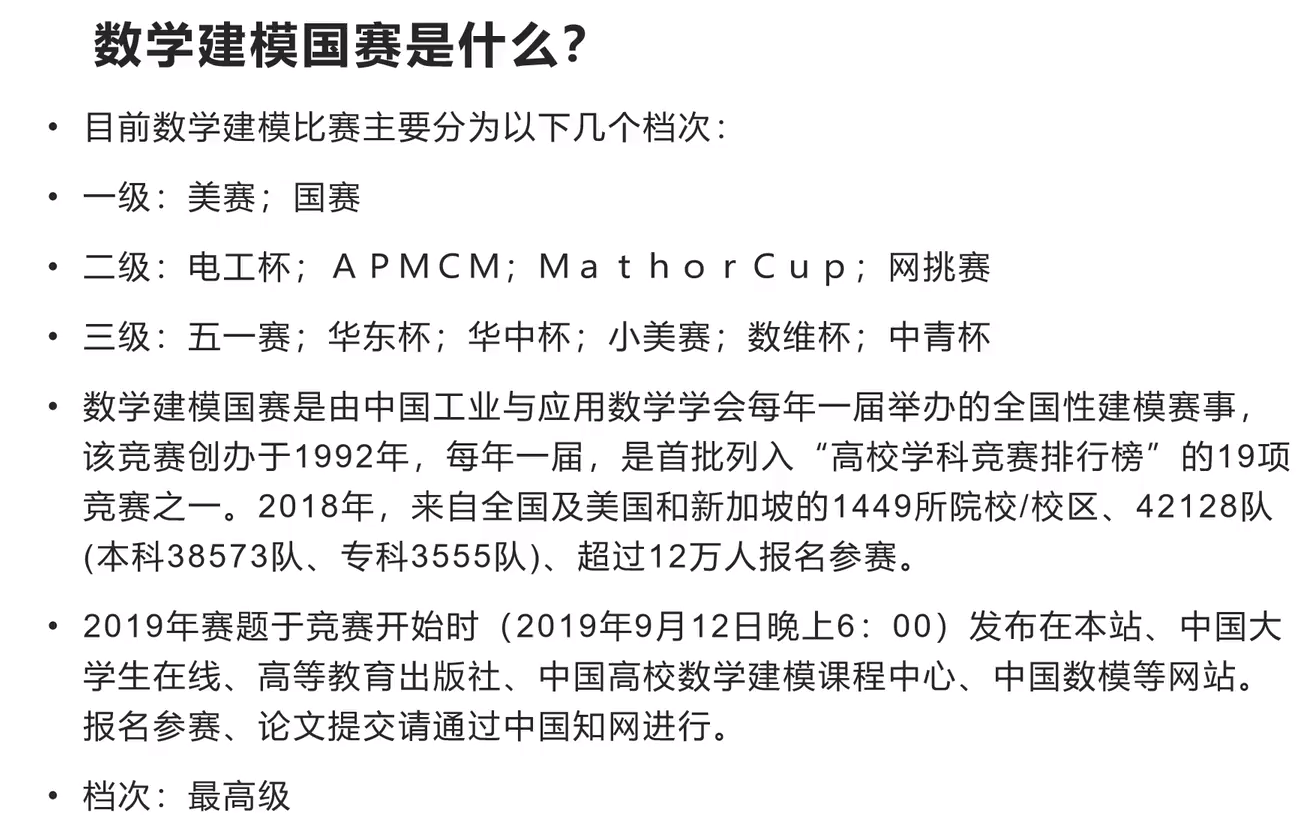 数学建模国赛是什么?
• 目前数学建模比赛主要分为以下几个档次:
• 一级:美赛;国赛
• 二级:电工杯;APMCM;MathorCup;网挑赛
• 三级:五一赛;华东杯;华中杯;小美赛;数维杯;中青杯
• 数学建模国赛是由中国工业与应用数学学会每年一届举办的全国性建模赛事,
该竞赛创办于1992年,每年一届,是首批列入“高校学科竞赛排行榜”的19项
竞赛之一。2018年,来自全国及美国和新加坡的1449所院校/校区、42128队
(本科38573队、专科3555队)、超过12万人报名参赛。
• 2019年赛题于竞赛开始时(2019年9月12日晚上6:00)发布在本站、中国大
学生在线、高等教育出版社、中国高校数学建模课程中心、中国数模等网站。
报名参赛、论文提交请通过中国知网进行。
• 档次:最高级